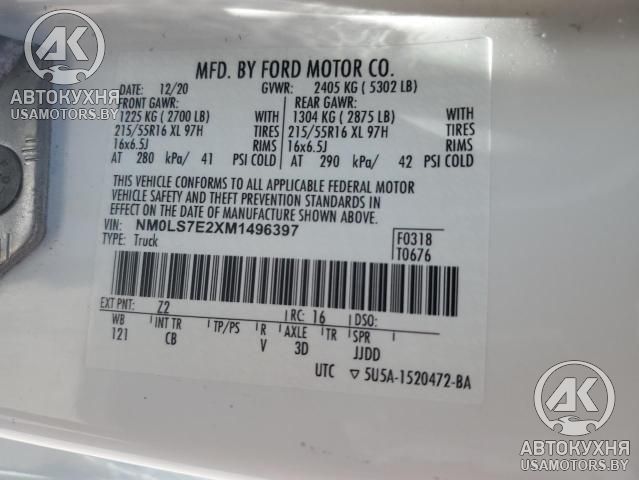 AK
АВТОКУХНЯ
USAMOTORS.BY
MFD. BY FORD MOTOR CO.
DATE: 12/20 GVWR: 2405 KG ( 5302 LB)
FRONT GAWR: REAR GAWR:
1225 KG ( 2700 LB) WITH 1304 KG ( 2875 LB) WITH
215/55R16 XL 97H TIRES 215/55R16 XL 97H TIRES
16x6.5J RIMS 16x6.5J RIMS
AT 280 kPa/ 41 PSI COLD AT 290 kPa/ 42 PSI COLD
THIS VEHICLE CONFORMS TO ALL APPLICABLE FEDERAL MOTOR
VEHICLE SAFETY AND THEFT PREVENTION STANDARDS IN
EFFECT ON THE DATE OF MANUFACTURE SHOWN ABOVE.
VIN: NM0LS7E2XM1496397 F0318
TYPE: Truck T0676
EXT PNT: Z2 RC: 16 DSO:
WB INT TR TP/PS R AXLE TR SPR
121 CB V 3D JJDD
UTC ▽ 5U5A-1520472-BA
AK
АВТОКУХНЯ
USAMOTORS.BY